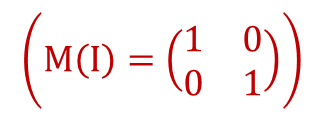 (M(I) = (1 0
0 1))